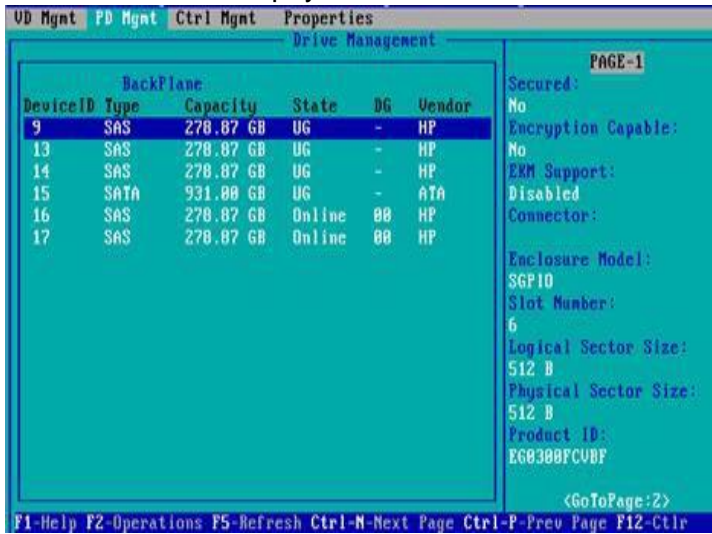 VD Mgmt PD Mgmt Ctrl Mgmt Properties
Drive Management
BackPlane
DeviceID Type Capacity State DG Vendor
9 SAS 278.87 GB UG - HP
13 SAS 278.87 GB UG - HP
14 SAS 278.87 GB UG - HP
15 SATA 931.00 GB UG - ATA
16 SAS 278.87 GB Online 00 HP
17 SAS 278.87 GB Online 00 HP
PAGE-1
Secured:
No
Encryption Capable:
No
EKM Support:
Disabled
Connector:
Enclosure Model:
SGPIO
Slot Number:
6
Logical Sector Size:
512 B
Physical Sector Size:
512 B
Product ID:
EG0300FCVBF
<GoToPage:2>
F1-Help F2-Operations F5-Refresh Ctrl-N-Next Page Ctrl-P-Prev Page F12-Ctlr